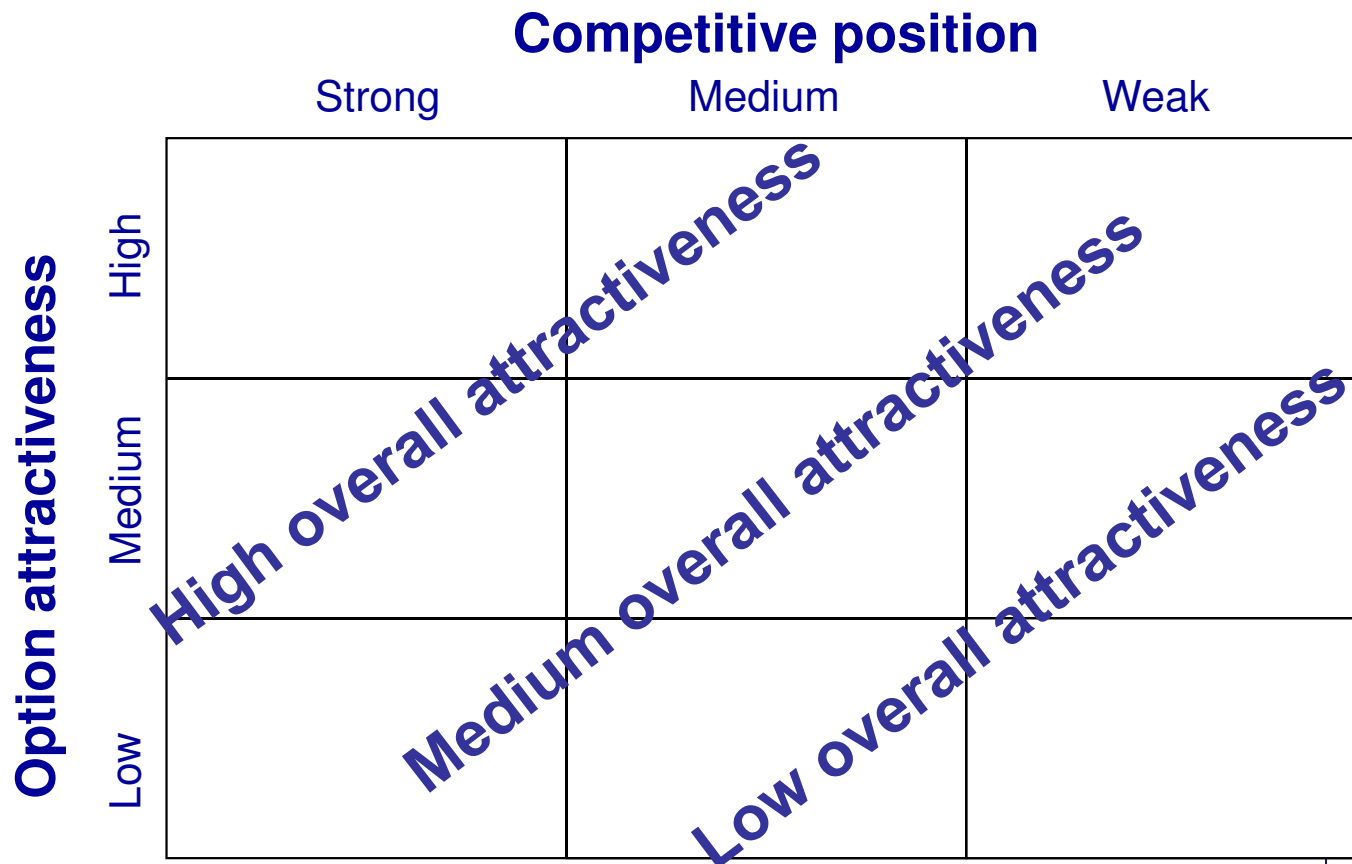 Competitive position
Strong Medium Weak
Option attractiveness
High
Medium
Low
High overall attractiveness
Medium overall attractiveness
Low overall attractiveness